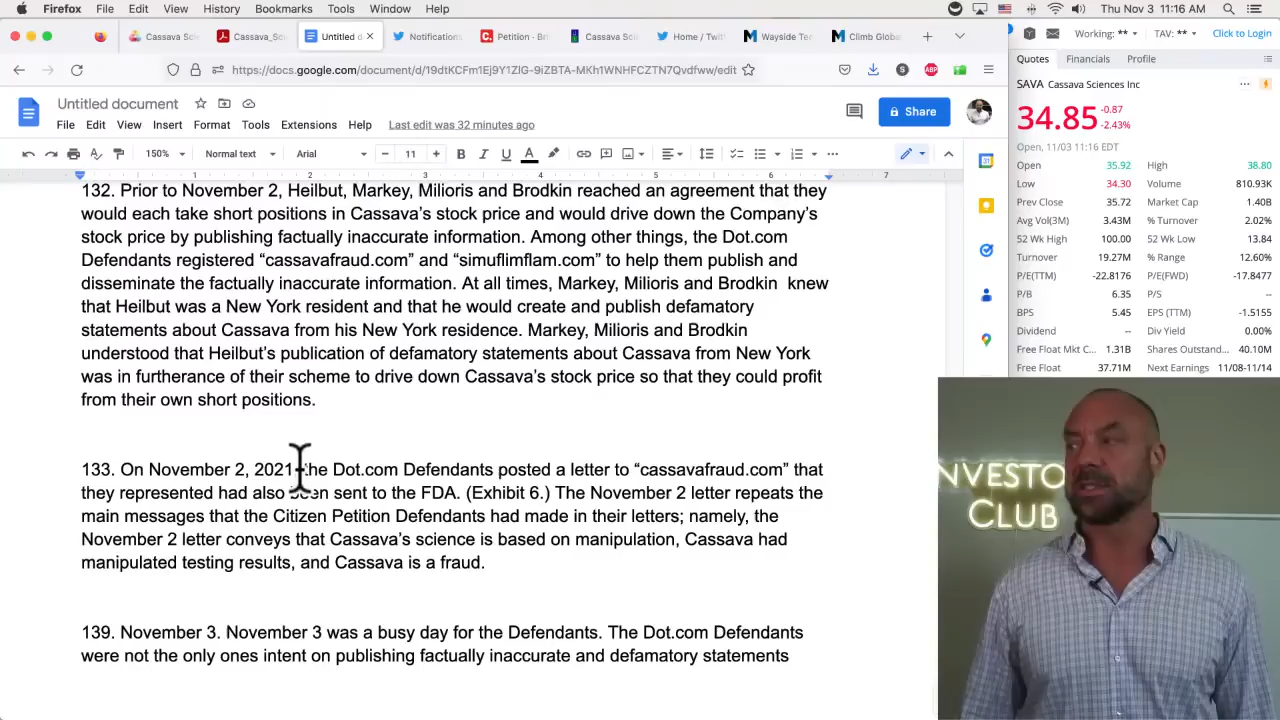 Firefox File Edit View History Bookmarks Tools Window Help
Thu Nov 3 11:16 AM
Cassava Scie
Cassava_Sc
Untitled d
Notifications
Petition - Br
Cassava Sci
Home / Twit
Wayside Te
Climb Global
https://docs.google.com/document/d/19dtKCFm1Ej9Y1ZlG-9iZBTA-MKh1WNHFCZTN7Qvdfww/edit
Untitled document
File Edit View Insert Format Tools Extensions Help Last edit was 32 minutes ago
Share
150% Normal text Arial 11
1 2 3 4 5 6 7
132. Prior to November 2, Heilbut, Markey, Milioris and Brodkin reached an agreement that they
would each take short positions in Cassava's stock price and would drive down the Company's
stock price by publishing factually inaccurate information. Among other things, the Dot.com
Defendants registered “cassavafraud.com” and “simuflimflam.com” to help them publish and
disseminate the factually inaccurate information. At all times, Markey, Milioris and Brodkin knew
that Heilbut was a New York resident and that he would create and publish defamatory
statements about Cassava from his New York residence. Markey, Milioris and Brodkin
understood that Heilbut's publication of defamatory statements about Cassava from New York
was in furtherance of their scheme to drive down Cassava's stock price so that they could profit
from their own short positions.
133. On November 2, 2021 the Dot.com Defendants posted a letter to “cassavafraud.com” that
they represented had also been sent to the FDA. (Exhibit 6.) The November 2 letter repeats the
main messages that the Citizen Petition Defendants had made in their letters; namely, the
November 2 letter conveys that Cassava's science is based on manipulation, Cassava had
manipulated testing results, and Cassava is a fraud.
139. November 3. November 3 was a busy day for the Defendants. The Dot.com Defendants
were not the only ones intent on publishing factually inaccurate and defamatory statements
Working: ** TAV: ** Click to Login
Quotes Financials Profile
SAVA Cassava Sciences Inc
34.85 -0.87
-2.43%
Open, 11/03 11:16 EDT
Open 35.92 High 38.80
Low 34.30 Volume 810.93K
Prev Close 35.72 Market Cap 1.40B
Avg Vol(3M) 3.43M % Turnover 2.02%
52 Wk High 100.00 52 Wk Low 13.84
Turnover 19.27M % Range 12.60%
P/E(TTM) -22.8176 P/E(FWD) -17.8477
P/B 6.35 P/S --
BPS 5.45 EPS (TTM) -1.5155
Dividend -- Div Yield 0.00%
Free Float Mkt C... 1.31B Shares Outstand... 40.10M
Free Float 37.71M Next Earnings 11/08-11/14
NVESTO
CLUB